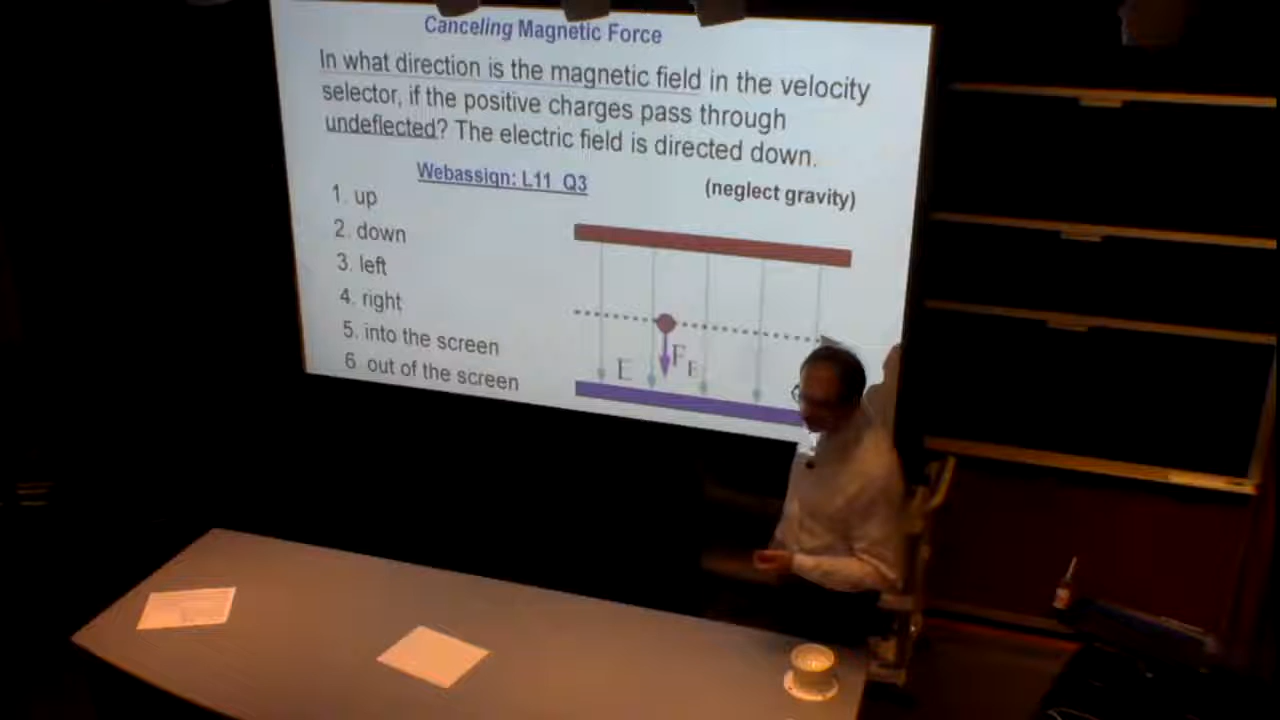 Canceling Magnetic Force
In what direction is the magnetic field in the velocity
selector, if the positive charges pass through
undeflected? The electric field is directed down.
Webassign: L11 Q3
(neglect gravity)
1. up
2. down
3. left
4. right
5. into the screen
6 out of the screen
E
F E